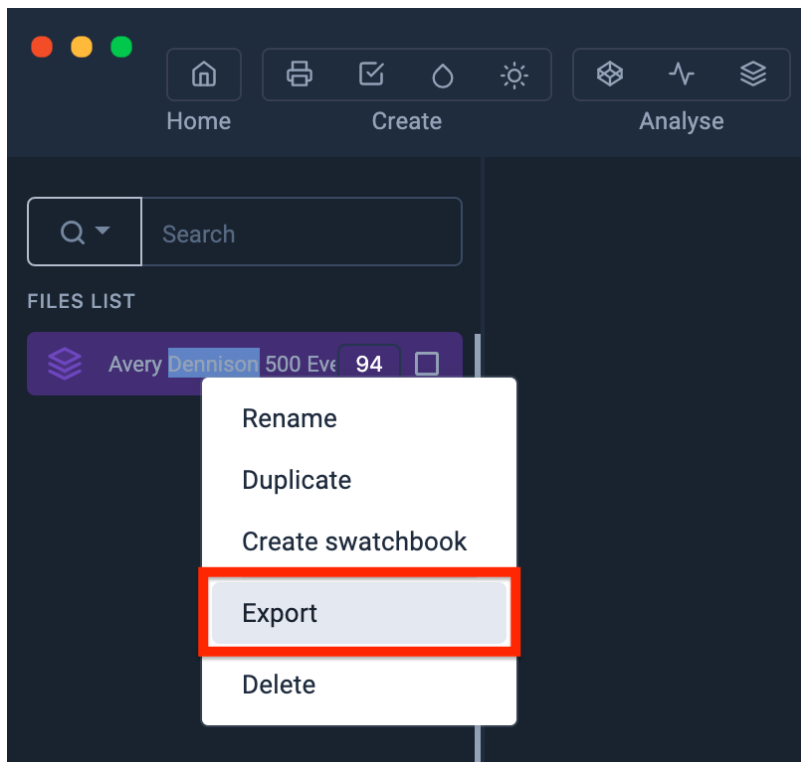 Home
Create
Analyse
Search
FILES LIST
Avery Dennison 500 Eve 94
Rename
Duplicate
Create swatchbook
Export
Delete